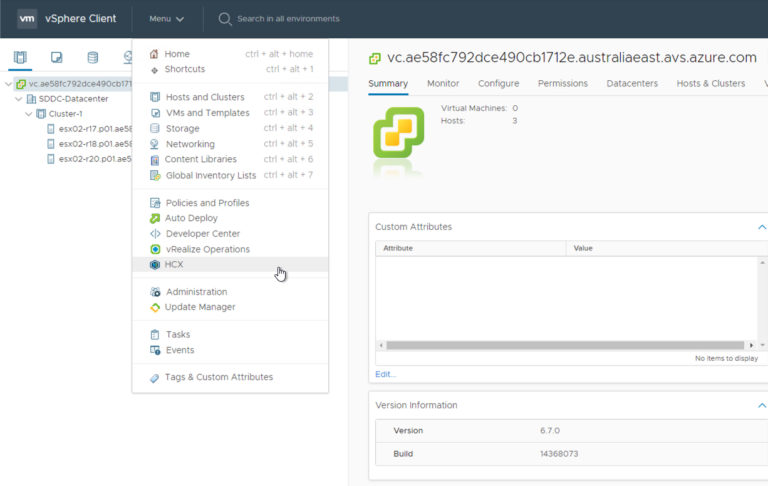 vm vSphere Client Menu Search in all environments
vc.ae58fc792dce490cb171
SDDC-Datacenter
Cluster-1
esx02-r17.p01.ae58
esx02-r18.p01.ae58
esx02-r20.p01.ae5
Home ctrl + alt + home
Shortcuts ctrl + alt + 1
Hosts and Clusters ctrl + alt + 2
VMs and Templates ctrl + alt + 3
Storage ctrl + alt + 4
Networking ctrl + alt + 5
Content Libraries ctrl + alt + 6
Global Inventory Lists ctrl + alt + 7
Policies and Profiles
Auto Deploy
Developer Center
vRealize Operations
HCX
Administration
Update Manager
Tasks
Events
Tags & Custom Attributes
vc.ae58fc792dce490cb1712e.australiaeast.avs.azure.com
Summary Monitor Configure Permissions Datacenters Hosts & Clusters V
Virtual Machines: 0
Hosts: 3
Custom Attributes
Attribute Value
No items to display
Edit...
Version Information
Version 6.7.0
Build 14368073